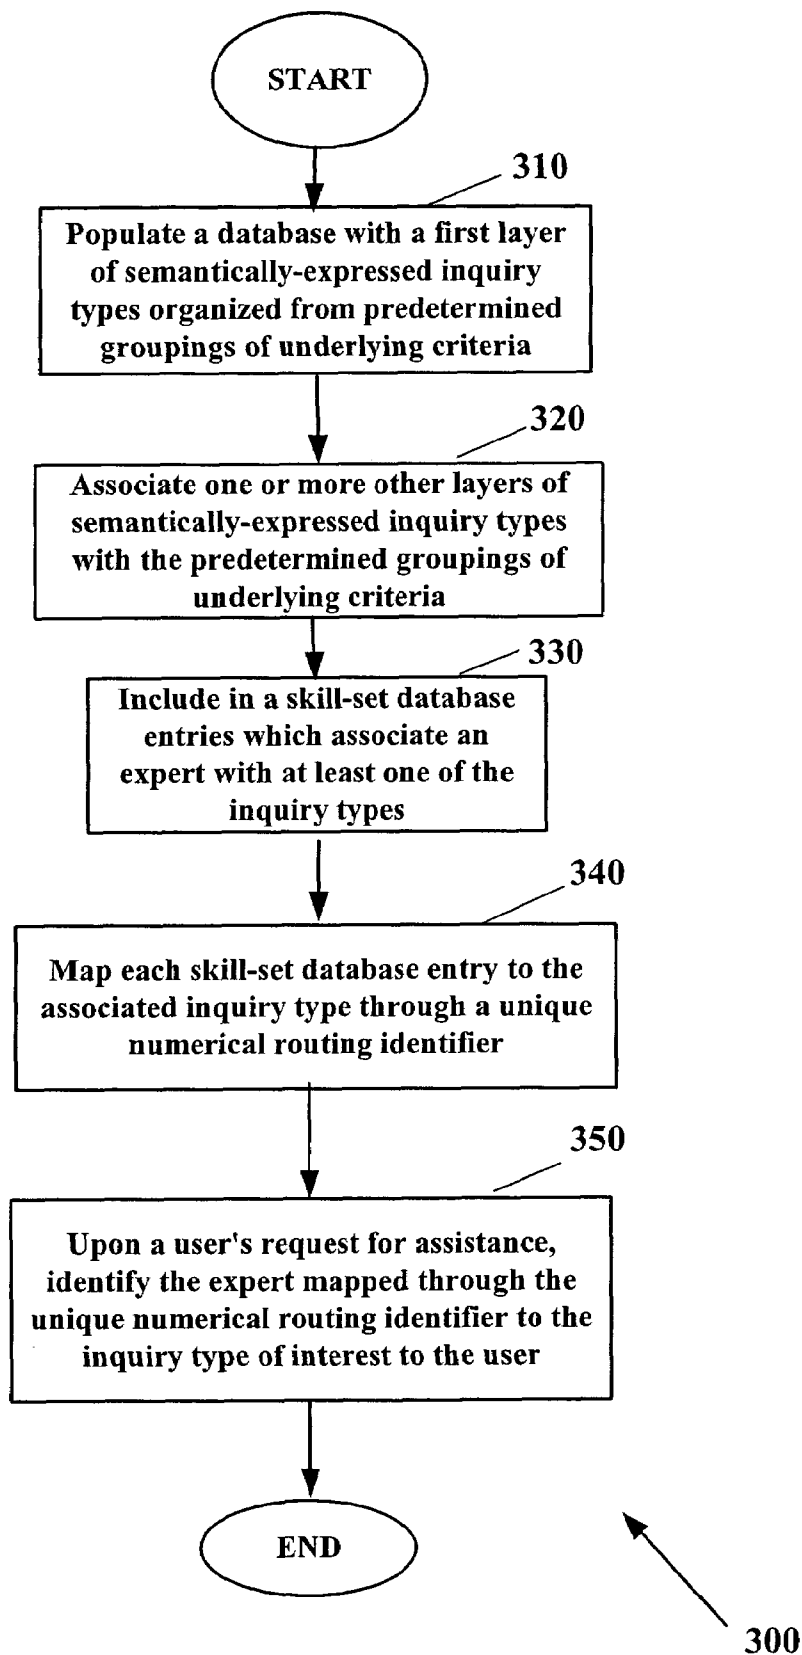 START
310
Populate a database with a first layer
of semantically-expressed inquiry
types organized from predetermined
groupings of underlying criteria
320
Associate one or more other layers of
semantically-expressed inquiry types
with the predetermined groupings of
underlying criteria
330
Include in a skill-set database
entries which associate an
expert with at least one of the
inquiry types
340
Map each skill-set database entry to the
associated inquiry type through a unique
numerical routing identifier
350
Upon a user's request for assistance,
identify the expert mapped through the
unique numerical routing identifier to the
inquiry type of interest to the user
END
300